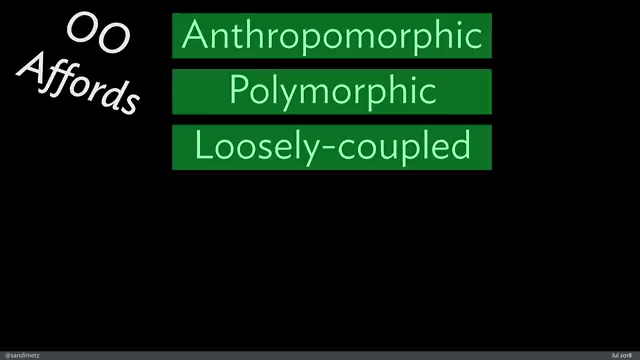 OO
Affords
Anthropomorphic
Polymorphic
Loosely-coupled
@sandimetz
Jul 2018